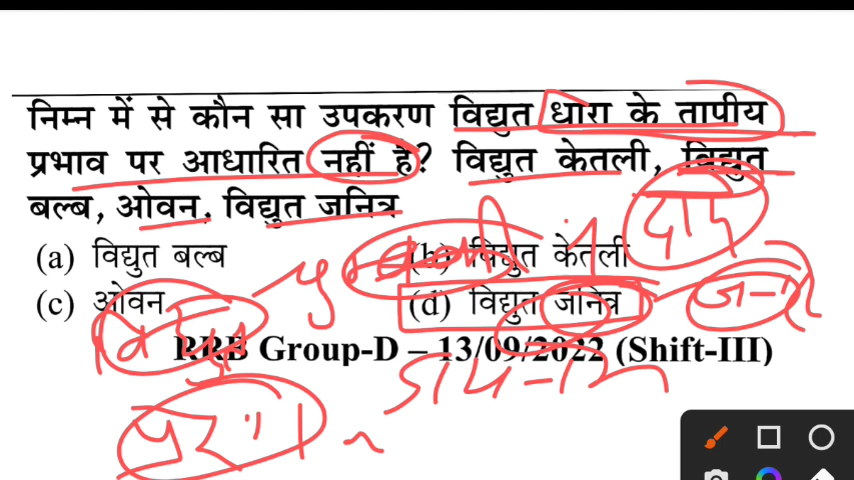 निम्न में से कौन सा उपकरण विद्युत धारा के तापीय
प्रभाव पर आधारित नहीं है? विद्युत केतली, विद्युत
बल्ब, ओवन, विद्युत जनित्र
(a) विद्युत बल्ब (b) विद्युत केतली
(c) ओवन (d) विद्युत जनित्र
RRB Group-D – 13/09/2022 (Shift-III)